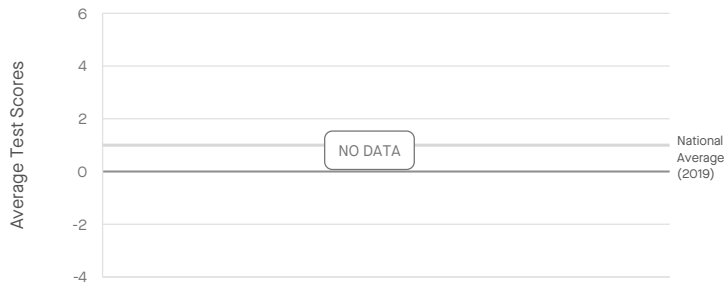 6
4
2
0
-2
-4
Average Test Scores
NO DATA
National
Average
(2019)